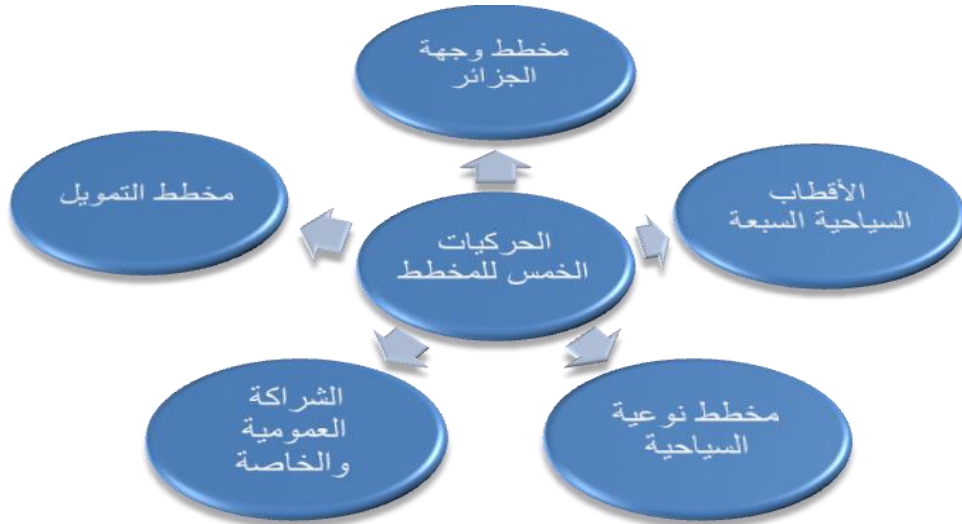 مخطط وجهة
الجزائر
الأقطاب
السياحية السبعة
مخطط نوعية
السياحية
الشراكة
العمومية
والخاصة
مخطط التمويل
الحركيات
الخمس للمخطط